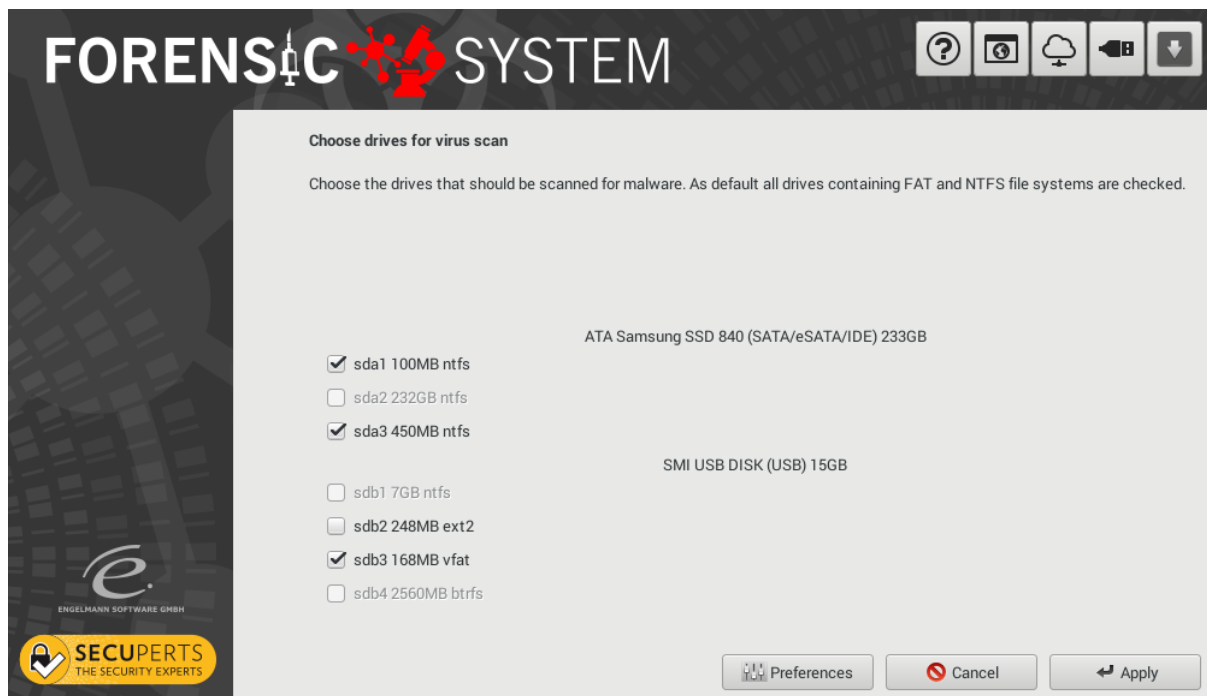 FORENSIC SYSTEM
Choose drives for virus scan
Choose the drives that should be scanned for malware. As default all drives containing FAT and NTFS file systems are checked.
ATA Samsung SSD 840 (SATA/eSATA/IDE) 233GB
sda1 100MB ntfs
sda2 232GB ntfs
sda3 450MB ntfs
SMI USB DISK (USB) 15GB
sdb1 7GB ntfs
sdb2 248MB ext2
sdb3 168MB vfat
sdb4 2560MB btrfs
e.
ENGELMANN SOFTWARE GMBH
SECUPERTS
THE SECURITY EXPERTS
Preferences
Cancel
Apply